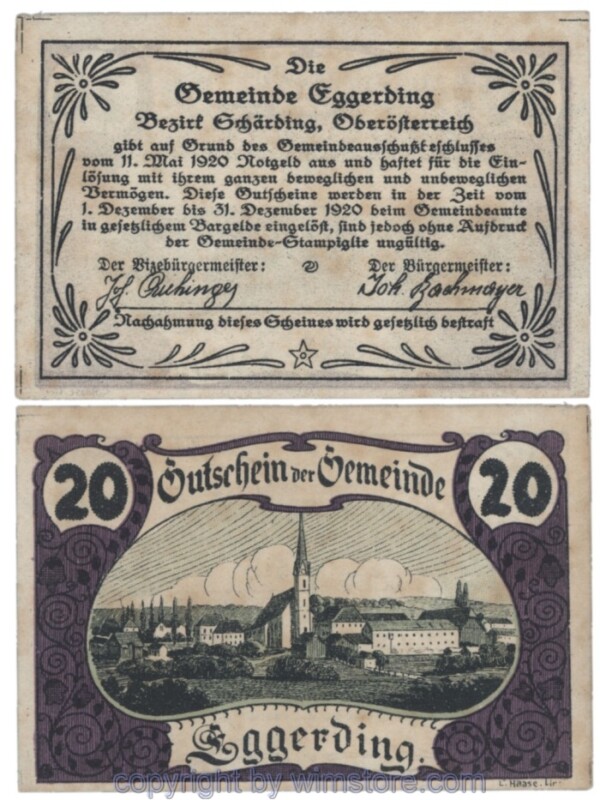 Die
Gemeinde Eggerding
Bezirk Schärding, Oberösterreich
gibt auf Grund des Gemeindeausschußbeschlusses
vom 11. Mai 1920 Notgeld aus und haftet für die Ein-
lösung mit ihrem ganzen beweglichen und unbeweglichen
Vermögen. Diese Gutscheine werden in der Zeit vom
1. Dezember bis 31. Dezember 1920 beim Gemeindeamte
in gesetzlichem Bargelde eingelöst, sind jedoch ohne Aufdruck
der Gemeinde-Stampiglie ungültig.
Der Vizebürgermeister: Der Bürgermeister:
Joh. Bachmayer
Nachahmung dieses Scheines wird gesetzlich bestraft
20 Gutschein der Gemeinde 20
Eggerding.
C. Haase. Lin
copyright by wimstore.com